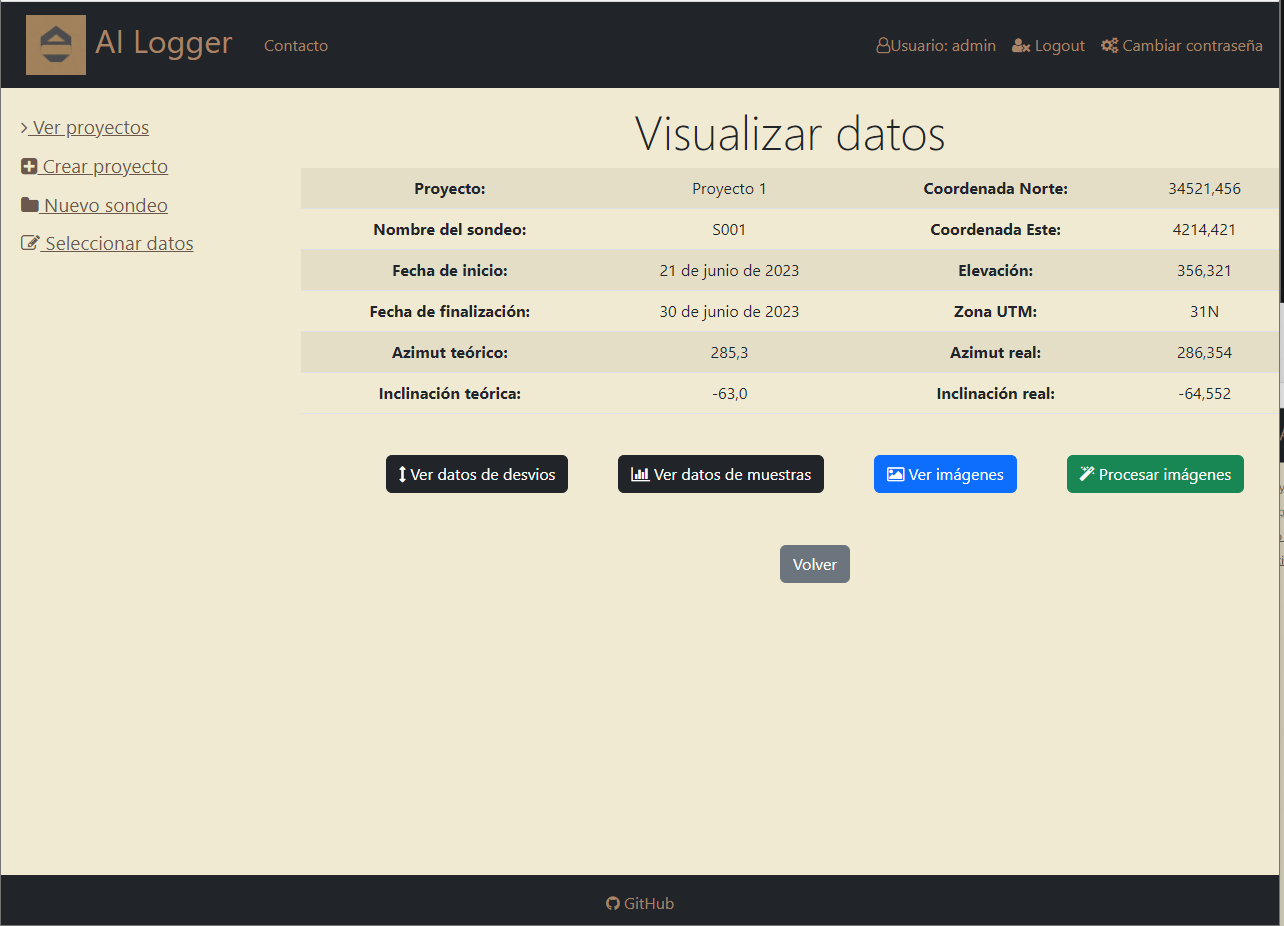 AI Logger Contacto Usuario: admin Logout Cambiar contraseña
Ver proyectos
Crear proyecto
Nuevo sondeo
Seleccionar datos
Visualizar datos
Proyecto: Proyecto 1 Coordenada Norte: 34521,456
Nombre del sondeo: S001 Coordenada Este: 4214,421
Fecha de inicio: 21 de junio de 2023 Elevación: 356,321
Fecha de finalización: 30 de junio de 2023 Zona UTM: 31N
Azimut teórico: 285,3 Azimut real: 286,354
Inclinación teórica: -63,0 Inclinación real: -64,552
Ver datos de desvios Ver datos de muestras Ver imágenes Procesar imágenes
Volver
GitHub